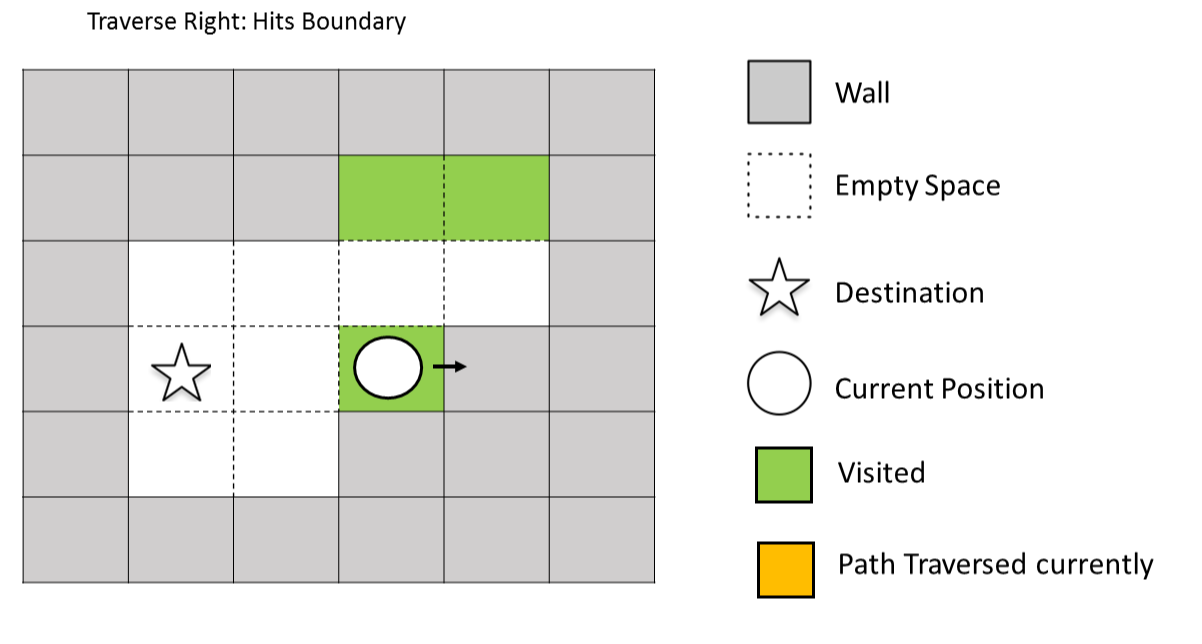 Traverse Right: Hits Boundary
Wall
Empty Space
Destination
Current Position
Visited
Path Traversed currently